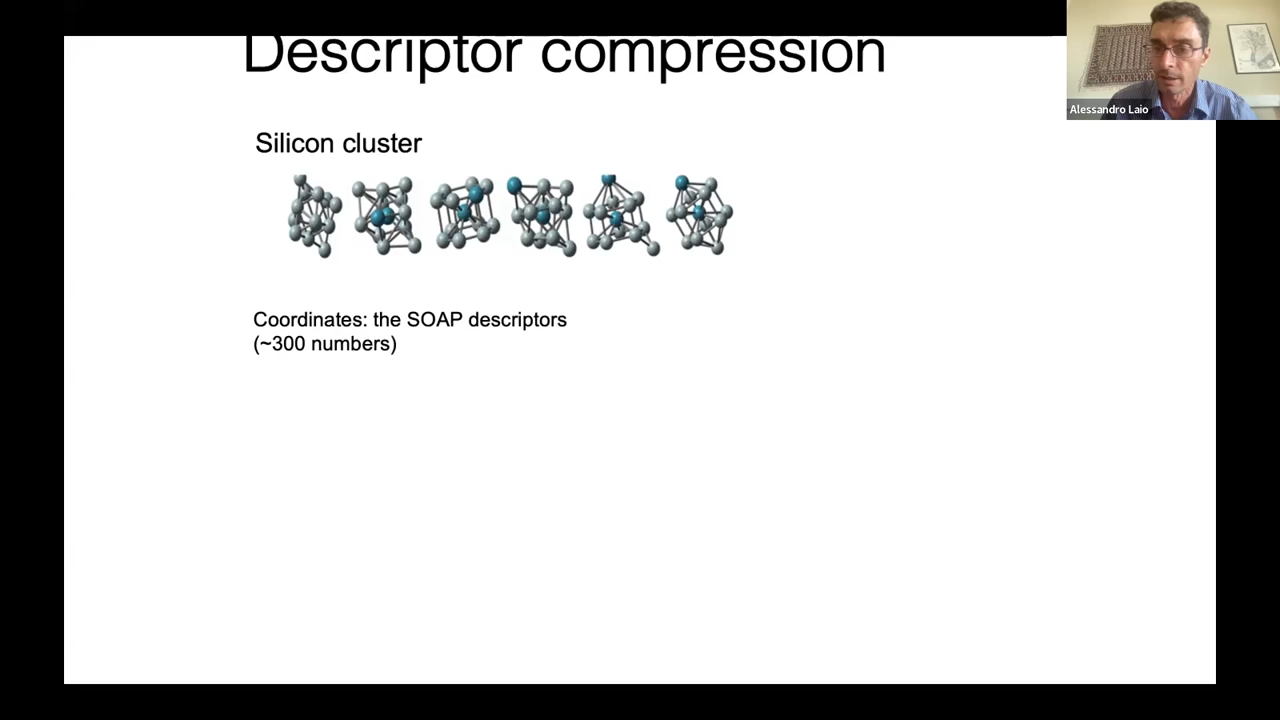 Descriptor compression
Alessandro Laio
Silicon cluster
Coordinates: the SOAP descriptors
(~300 numbers)